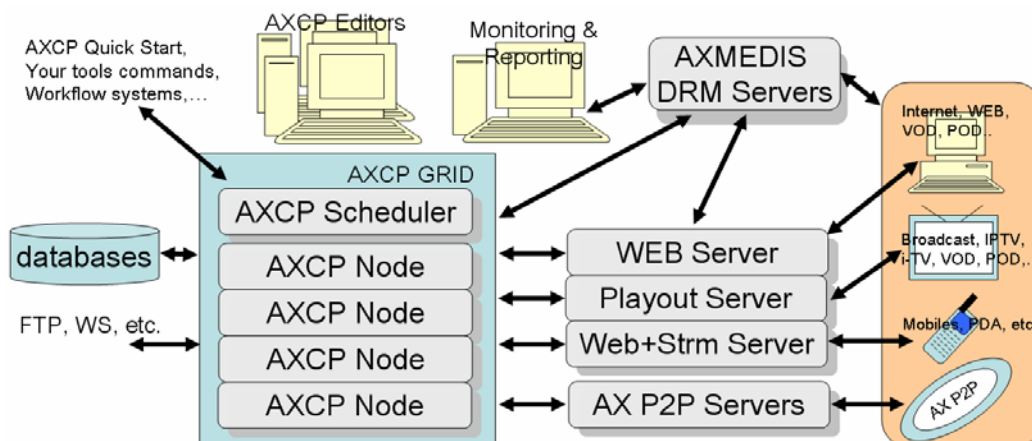 AXCP Editors
AXCP Quick Start,
Your tools commands,
Workflow systems,...
Monitoring &
Reporting
AXMEDIS
DRM Servers
Internet, WEB,
VOD, POD..
AXCP GRID
AXCP Scheduler
databases
AXCP Node
WEB Server
Broadcast, IPTV,
i-TV, VOD, POD,..
AXCP Node
Playout Server
FTP, WS, etc.
AXCP Node
Web+Strm Server
Mobiles, PDA, etc
AXCP Node
AX P2P Servers
AX P2P